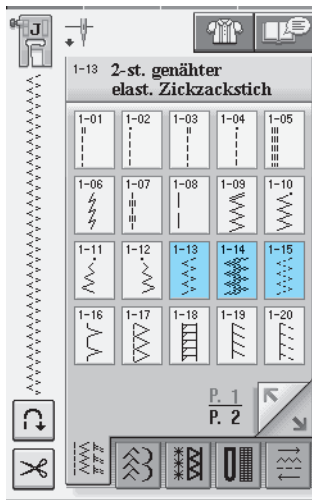 J
1-13 2-st. genähter
elast. Zickzackstich
1-01 1-02 1-03 1-04 1-05
1-06 1-07 1-08 1-09 1-10
1-11 1-12 1-13 1-14 1-15
1-16 1-17 1-18 1-19 1-20
P. 1
P. 2